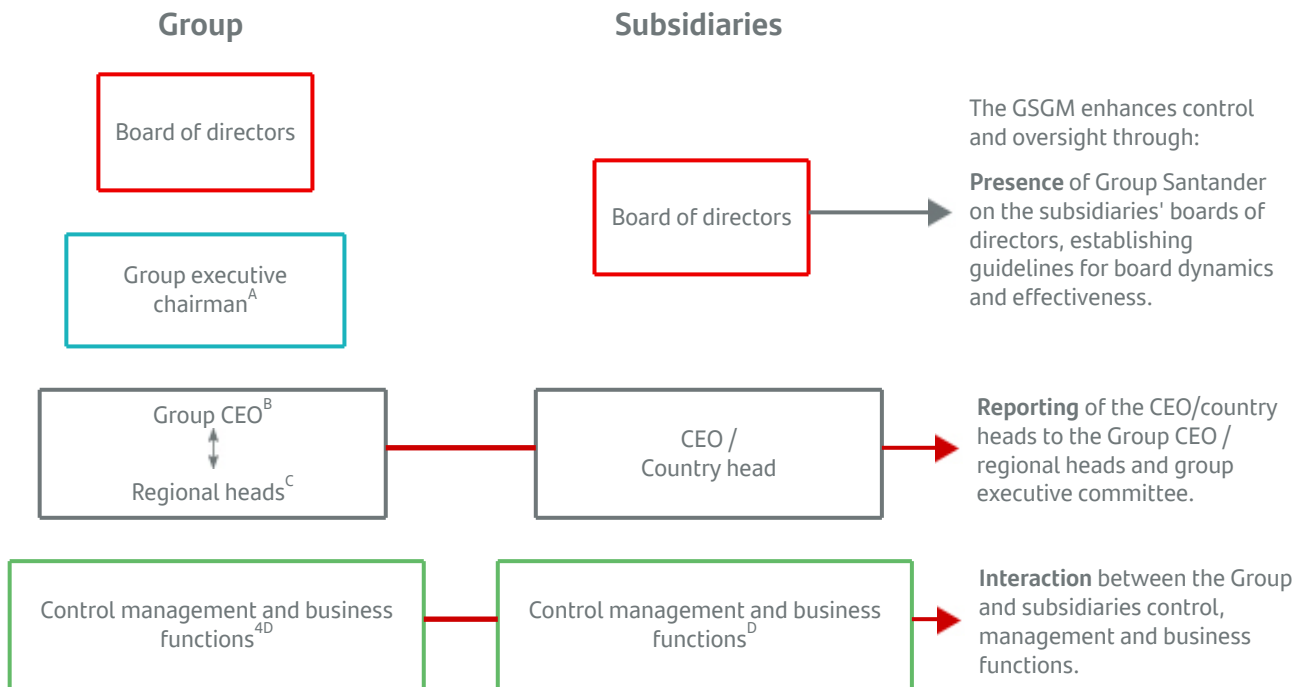 Group
Subsidiaries
Board of directors
Group executive
chairmanA
Board of directors
The GSGM enhances control
and oversight through:
Presence of Group Santander
on the subsidiaries' boards of
directors, establishing
guidelines for board dynamics
and effectiveness.
Group CEOB
Regional headsC
CEO /
Country head
Reporting of the CEO/country
heads to the Group CEO /
regional heads and group
executive committee.
Control management and business
functions4D
Control management and business
functionsD
Interaction between the Group
and subsidiaries control,
management and business
functions.